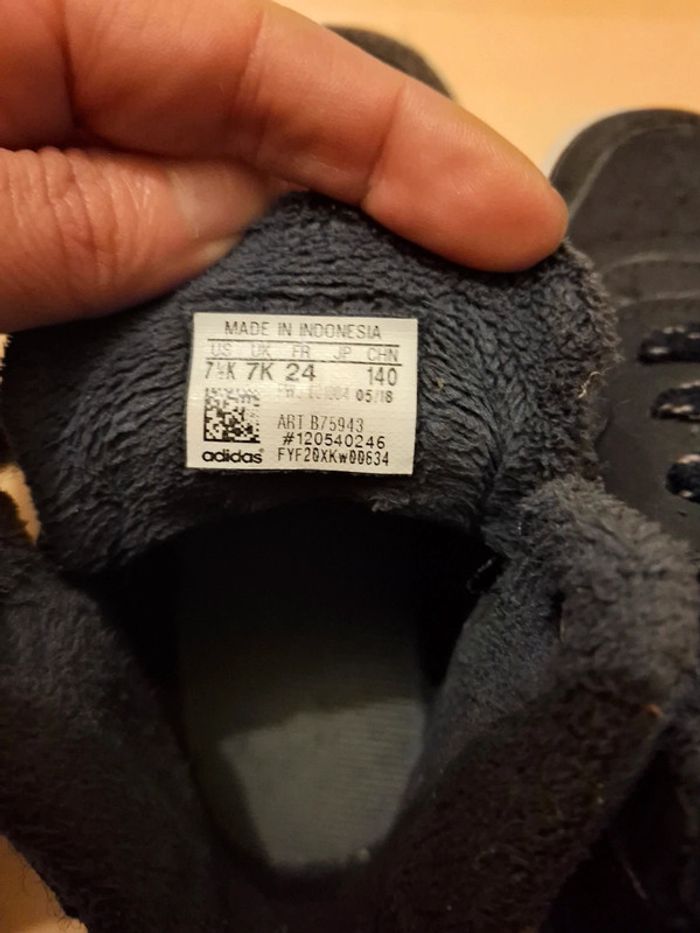 MADE IN INDONESIA
US UK FR JP CHN
7½K 7K 24 140
05/18
ART B75943
#120540246
adidas® FYF20XKW00634